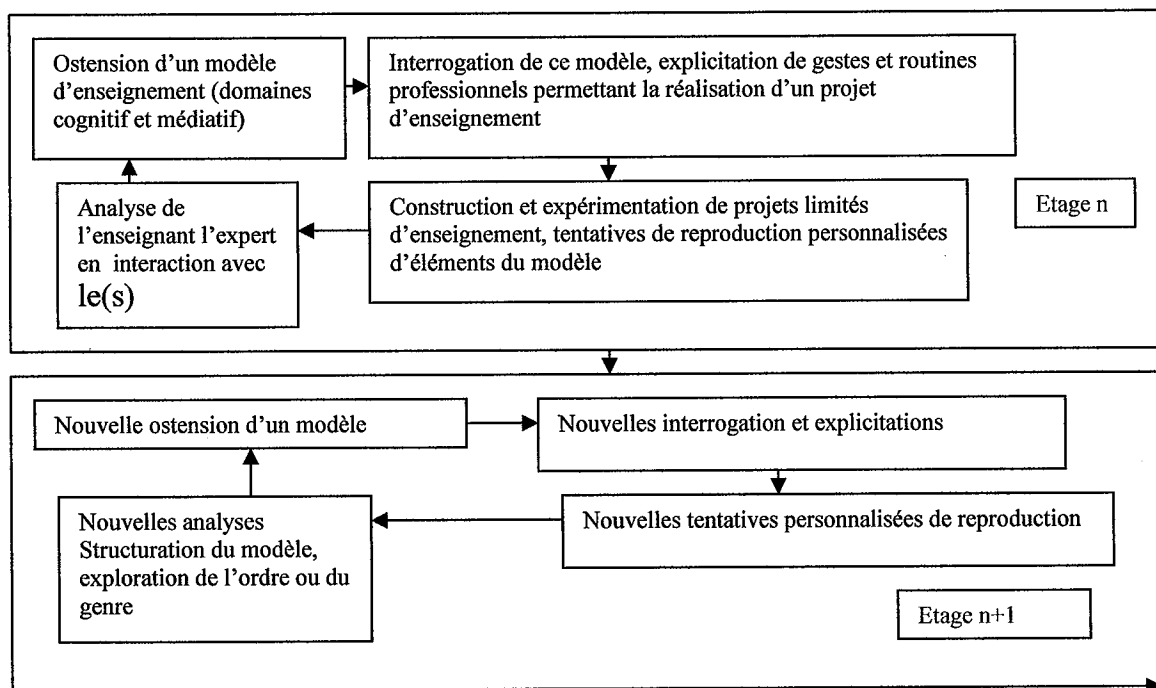 Ostension d'un modèle
d'enseignement (domaines
cognitif et médiatif)
Interrogation de ce modèle, explicitation de gestes et routines
professionnels permettant la réalisation d'un projet
d'enseignement
Analyse de
l'enseignant l'expert
en interaction avec
le(s)
Construction et expérimentation de projets limités
d'enseignement, tentatives de reproduction personnalisées
d'éléments du modèle
Etage n
Nouvelle ostension d'un modèle
Nouvelles interrogation et explicitations
Nouvelles analyses
Structuration du modèle,
exploration de l'ordre ou du
genre
Nouvelles tentatives personnalisées de reproduction
Etage n+1